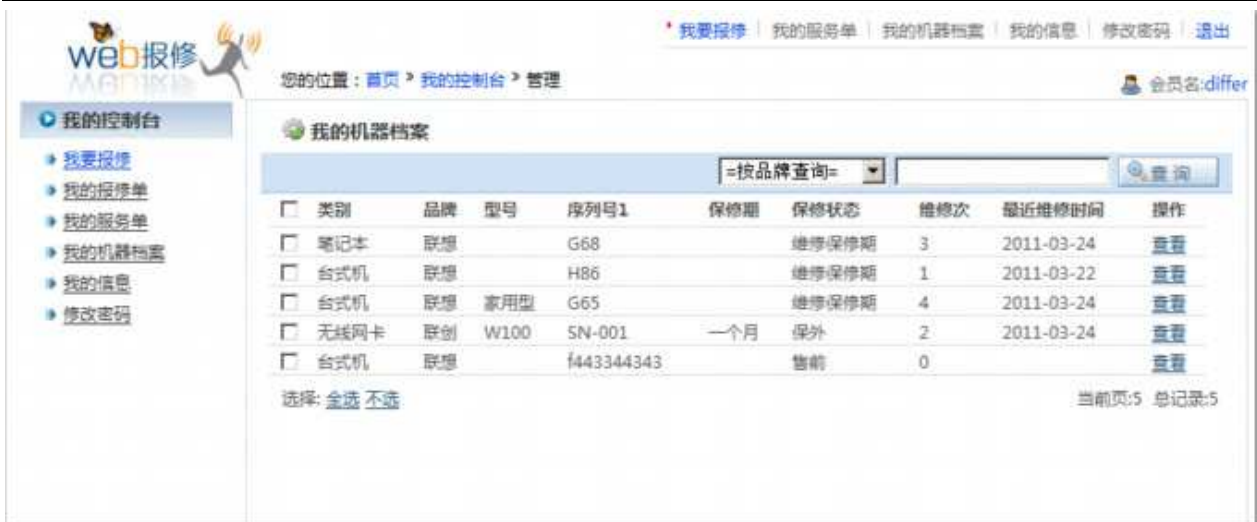 web报修
* 我要报修 | 我的服务单 | 我的机器档案 | 我的信息 | 修改密码 | 退出
您的位置：首页 > 我的控制台 > 管理
会员名:differ
我的控制台
我要报修
我的报修单
我的服务单
我的机器档案
我的信息
修改密码
我的机器档案
=按品牌查询= 查询
类别 品牌 型号 序列号1 保修期 保修状态 维修次 最近维修时间 操作
笔记本 联想 G68 维修保修期 3 2011-03-24 查看
台式机 联想 H86 维修保修期 1 2011-03-22 查看
台式机 联想 家用型 G65 维修保修期 4 2011-03-24 查看
无线网卡 联创 W100 SN-001 一个月 保外 2 2011-03-24 查看
台式机 联想 f443344343 售前 0 查看
选择: 全选 不选
当前页:5 总记录:5